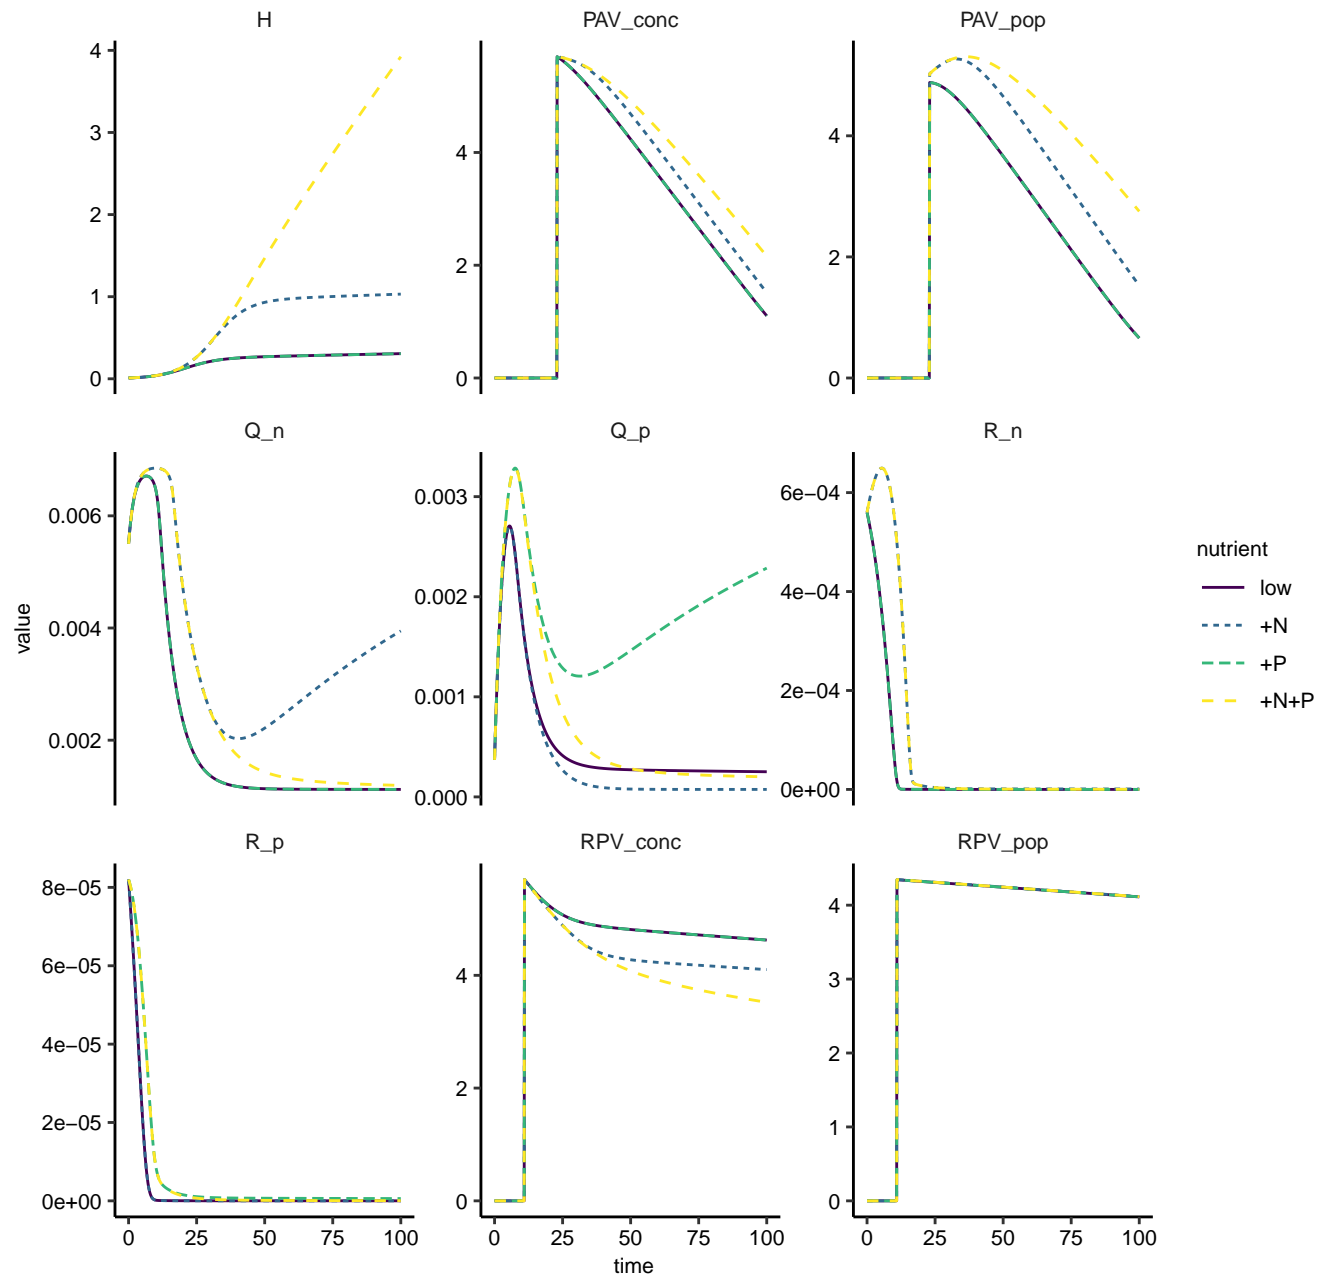 H
PAV_conc
PAV_pop
4
3
2
1
0
4
2
0
4
2
0
Q_n
Q_p
R_n
0.006
0.004
0.002
0.003
0.002
0.001
0.000
6e−04
4e−04
2e−04
0e+00
R_p
RPV_conc
RPV_pop
8e−05
6e−05
4e−05
2e−05
0e+00
4
2
0
4
3
2
1
0
0 25 50 75 100
0 25 50 75 100
0 25 50 75 100
time
value
nutrient
low
+N
+P
+N+P